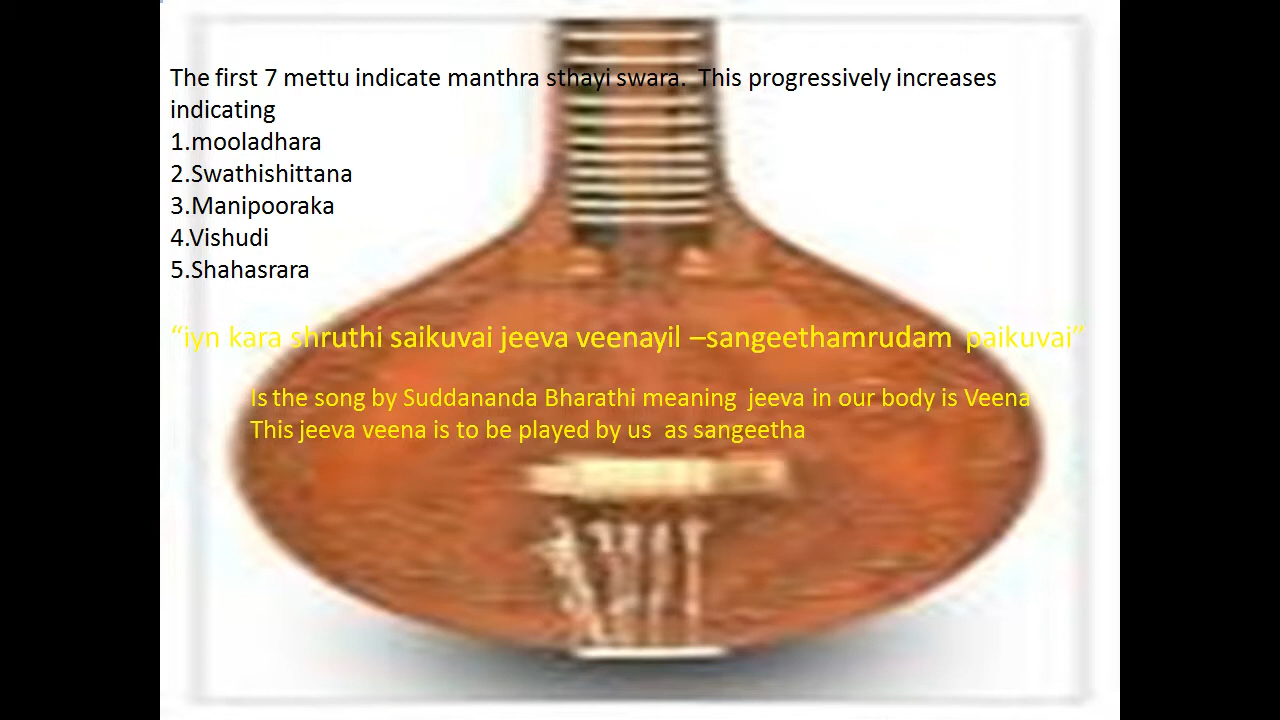 The first 7 mettu indicate manthra sthayi swara. This progressively increases
indicating
1.mooladhara
2.Swathishittana
3.Manipooraka
4.Vishudi
5.Shahasrara
“iyn kara shruthi saikuvai jeeva veenayil –sangeethamrudam paikuvai”
Is the song by Suddananda Bharathi meaning jeeva in our body is Veena
This jeeva veena is to be played by us as sangeetha